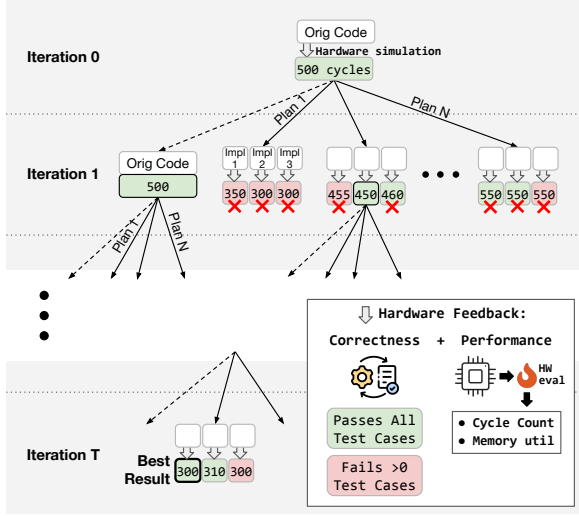 Orig Code
Iteration 0
Hardware simulation
500 cycles
Plan 1
Plan N
Iteration 1
Orig Code
500
Impl 1
Impl 2
Impl 3
350 300 300
455 450 460
550 550 550
Plan 1
Plan N
Hardware Feedback:
Correctness + Performance
HW
eval
Passes All
Test Cases
Fails >0
Test Cases
• Cycle Count
• Memory util
Iteration T
Best
Result
300 310 300